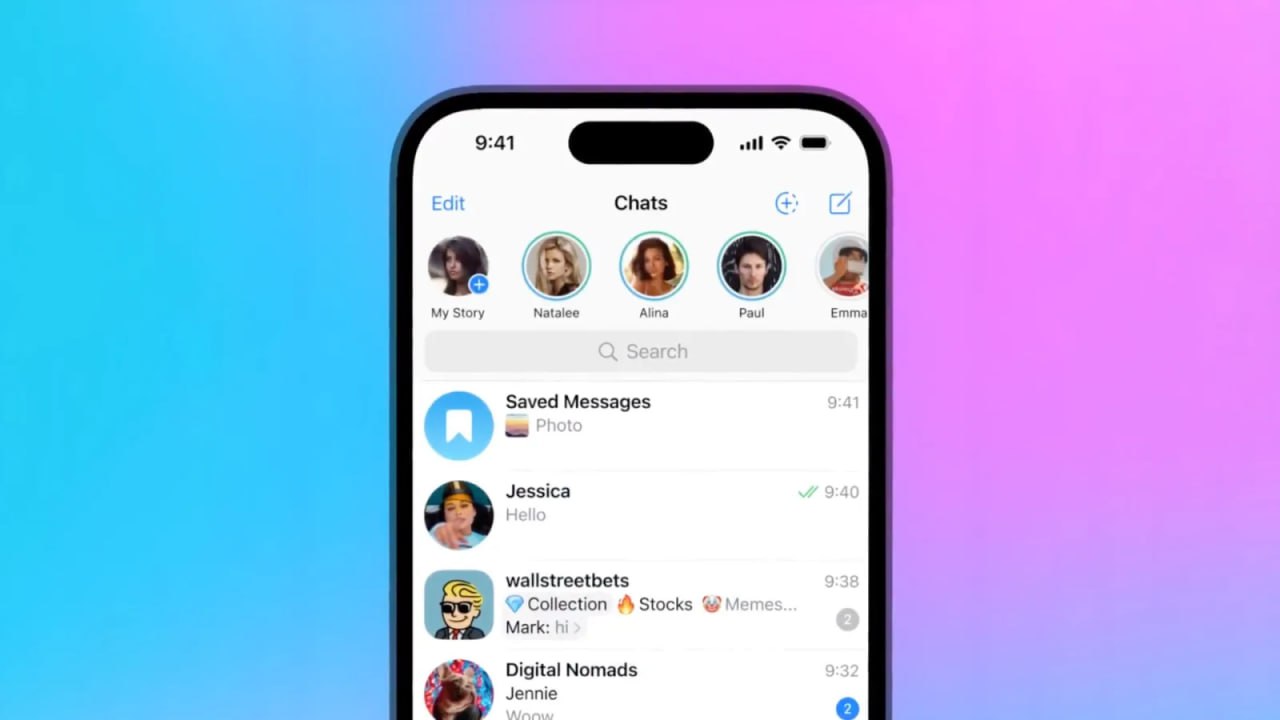 9:41
Edit
Chats
My Story
Natalee
Alina
Paul
Emma
Search
Saved Messages
9:41
Photo
Jessica
9:40
Hello
wallstreetbets
9:38
Collection Stocks Memes...
2
Mark: hi >
Digital Nomads
9:32
Jennie
2
Woow